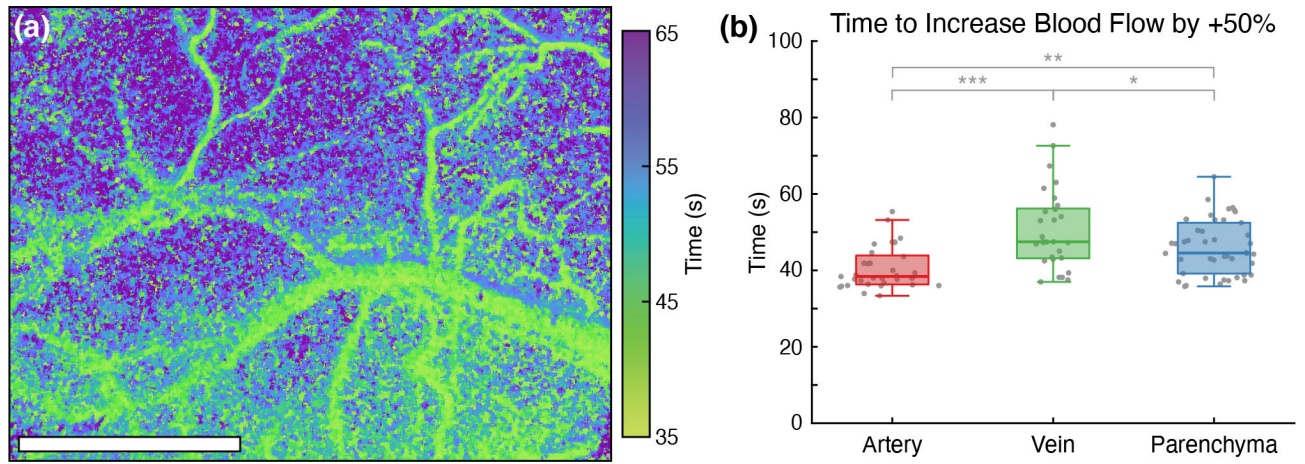 (a)
65
55
45
35
Time (s)
(b)
Time to Increase Blood Flow by +50%
100
80
60
40
20
0
Time (s)
**
***
*
Artery
Vein
Parenchyma